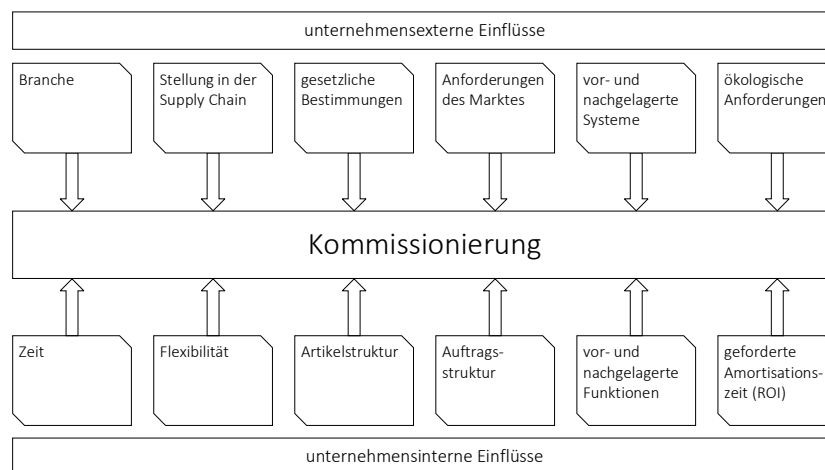 unternehmensexterne Einflüsse
Branche
Stellung in der
Supply Chain
gesetzliche
Bestimmungen
Anforderungen
des Marktes
vor- und
nachgelagerte
Systeme
ökologische
Anforderungen
Kommissionierung
Zeit
Flexibilität
Artikelstruktur
Auftrags-
struktur
vor- und
nachgelagerte
Funktionen
geforderte
Amortisations-
zeit (ROI)
unternehmensinterne Einflüsse